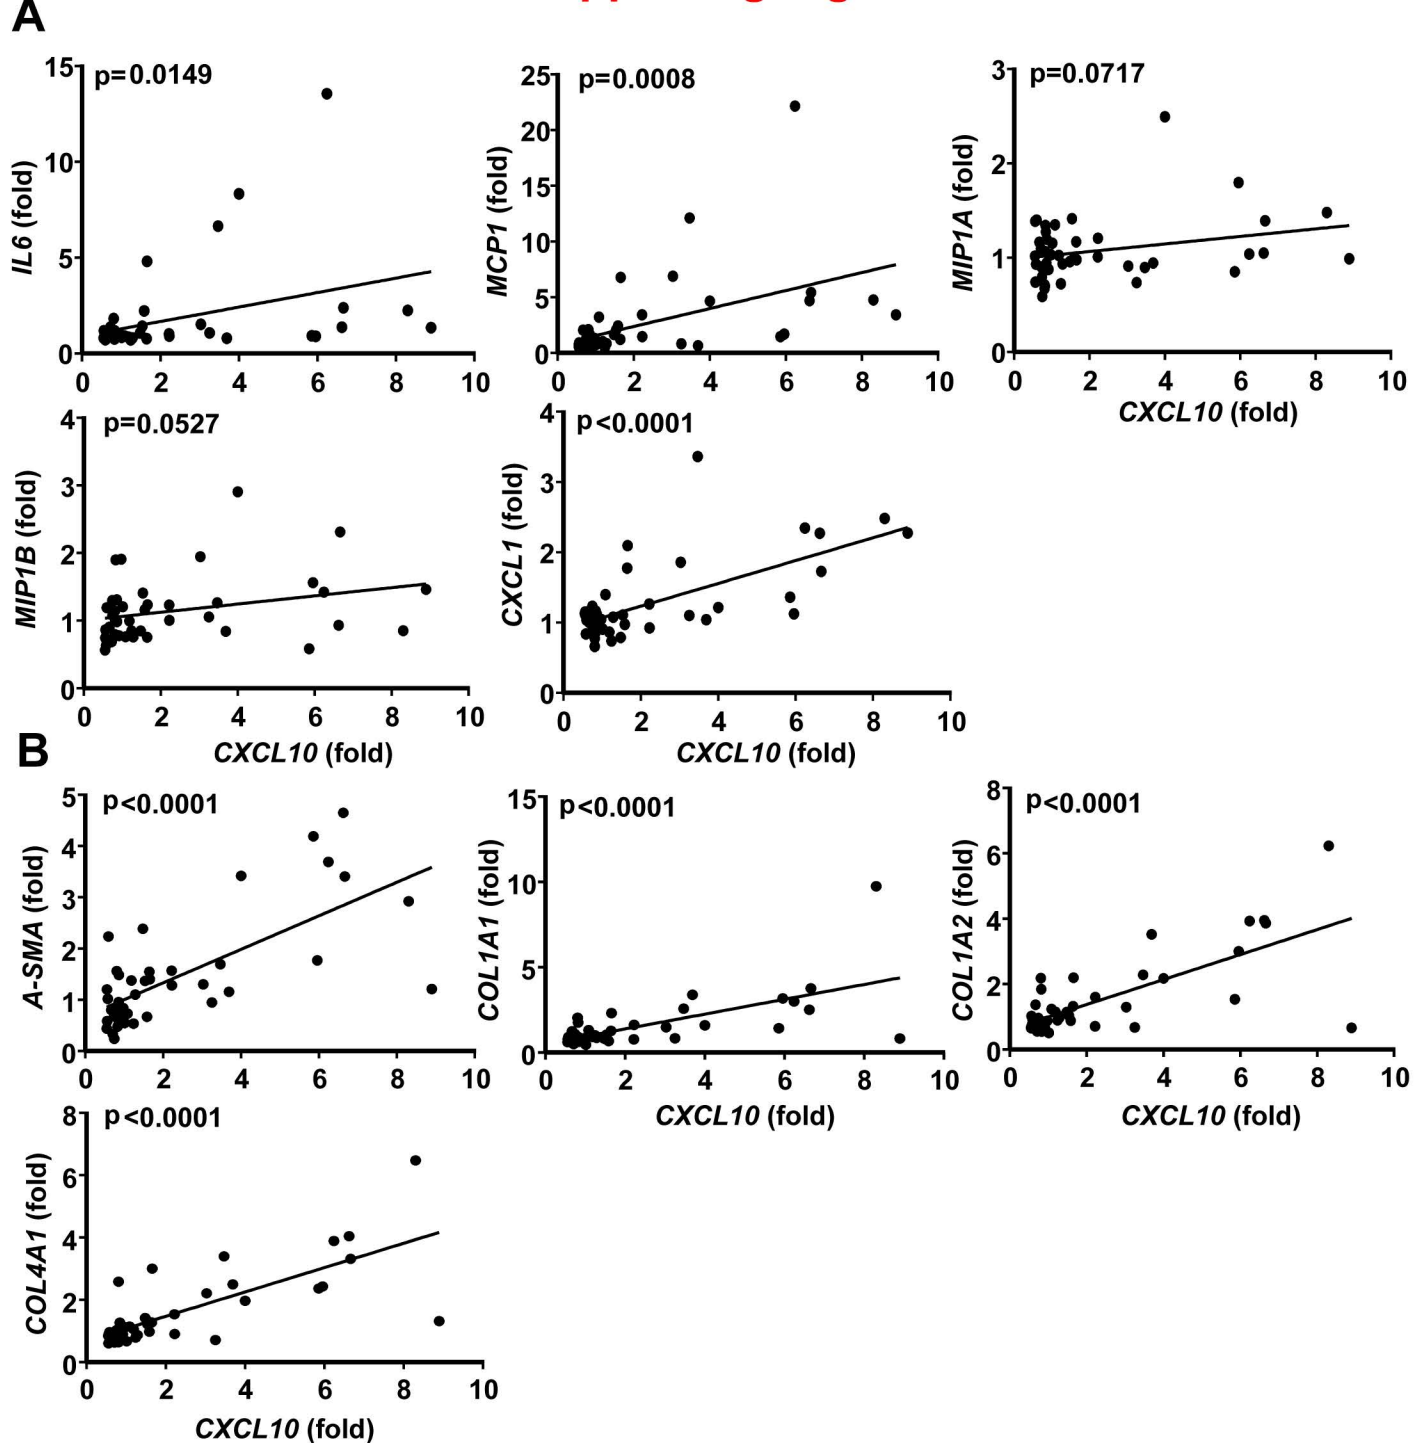 A
p=0.0149
15
10
5
0
IL6 (fold)
0 2 4 6 8 10
p=0.0008
25
20
15
10
5
0
MCP1 (fold)
0 2 4 6 8 10
p=0.0717
3
2
1
0
MIP1A (fold)
0 2 4 6 8 10
CXCL10 (fold)
p=0.0527
4
3
2
1
0
MIP1B (fold)
0 2 4 6 8 10
CXCL10 (fold)
p<0.0001
4
3
2
1
0
CXCL1 (fold)
0 2 4 6 8 10
CXCL10 (fold)
B
p<0.0001
5
4
3
2
1
0
A-SMA (fold)
0 2 4 6 8 10
p<0.0001
15
10
5
0
COL1A1 (fold)
0 2 4 6 8 10
CXCL10 (fold)
p<0.0001
8
6
4
2
0
COL1A2 (fold)
0 2 4 6 8 10
CXCL10 (fold)
p<0.0001
8
6
4
2
0
COL4A1 (fold)
0 2 4 6 8 10
CXCL10 (fold)